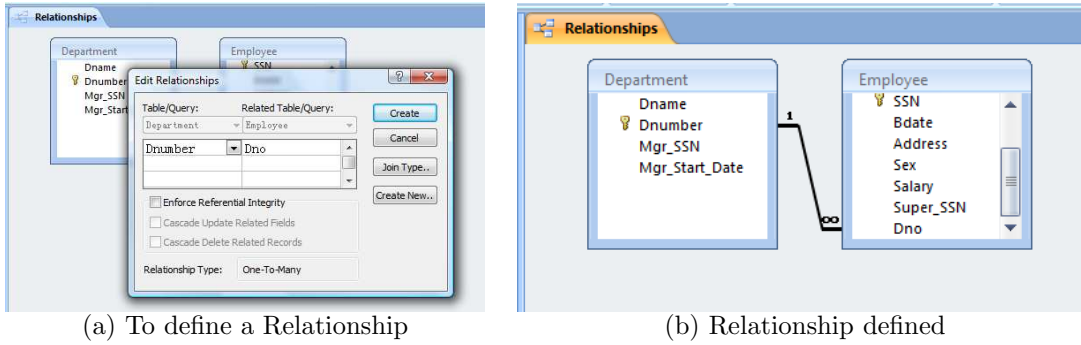 Relationships
Department
Dname
Dnumber
Mgr_SSN
Mgr_Start
Employee
SSN
Edit Relationships
Table/Query:
Related Table/Query:
Department
Employee
Dnumber
Dno
Enforce Referential Integrity
Cascade Update Related Fields
Cascade Delete Related Records
Relationship Type:
One-To-Many
Create
Cancel
Join Type..
Create New..
(a) To define a Relationship
Relationships
Department
Dname
Dnumber
Mgr_SSN
Mgr_Start_Date
1
∞
Employee
SSN
Bdate
Address
Sex
Salary
Super_SSN
Dno
(b) Relationship defined